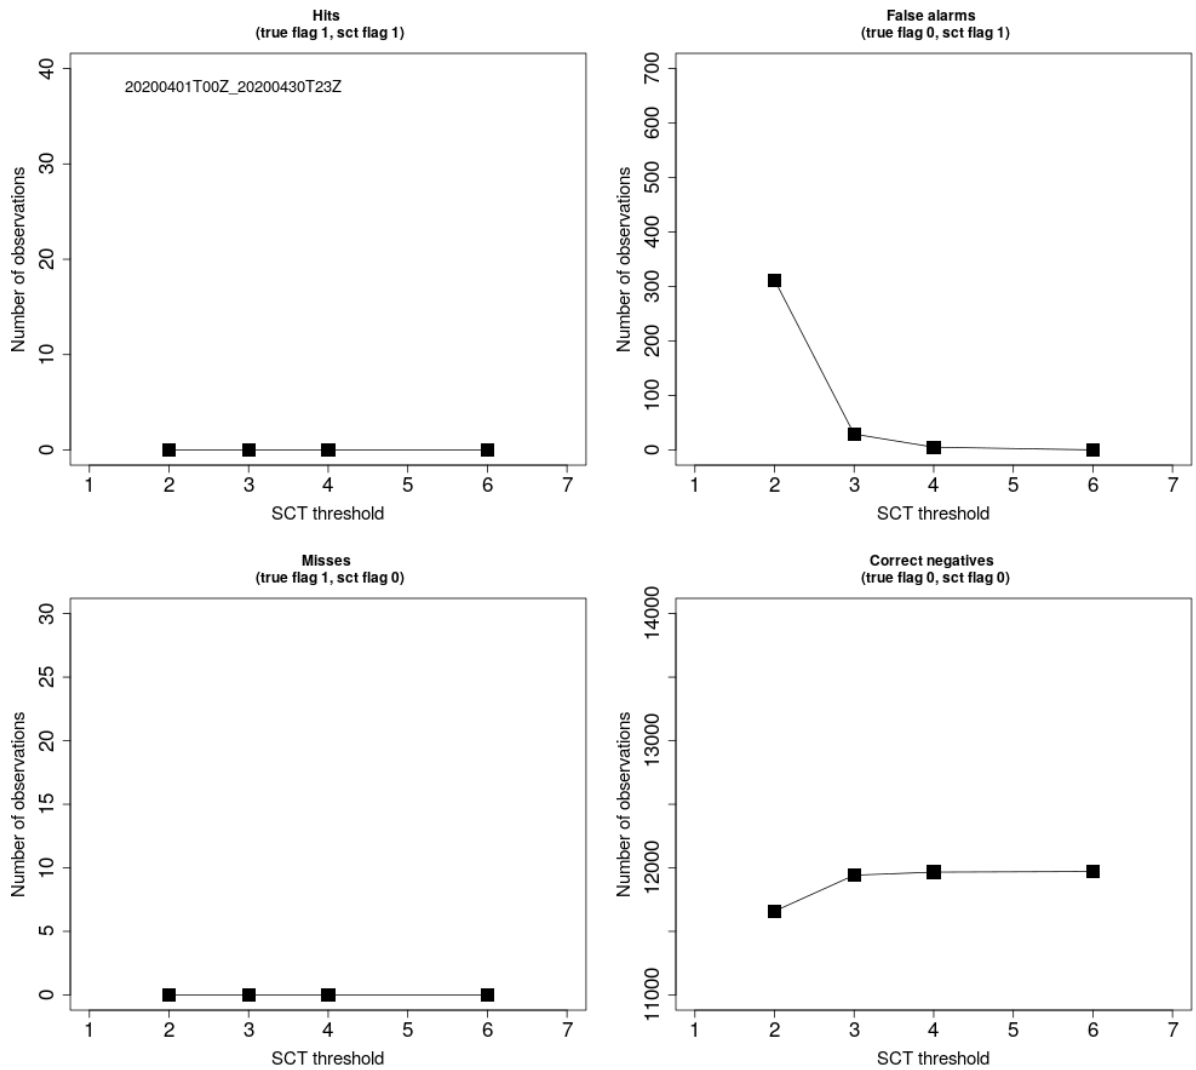 Hits
(true flag 1, sct flag 1)
20200401T00Z_20200430T23Z
Number of observations
40
30
20
10
0
1 2 3 4 5 6 7
SCT threshold
False alarms
(true flag 0, sct flag 1)
Number of observations
700
600
500
400
300
200
100
0
1 2 3 4 5 6 7
SCT threshold
Misses
(true flag 1, sct flag 0)
Number of observations
30
25
20
15
10
5
0
1 2 3 4 5 6 7
SCT threshold
Correct negatives
(true flag 0, sct flag 0)
Number of observations
14000
13000
12000
11000
1 2 3 4 5 6 7
SCT threshold